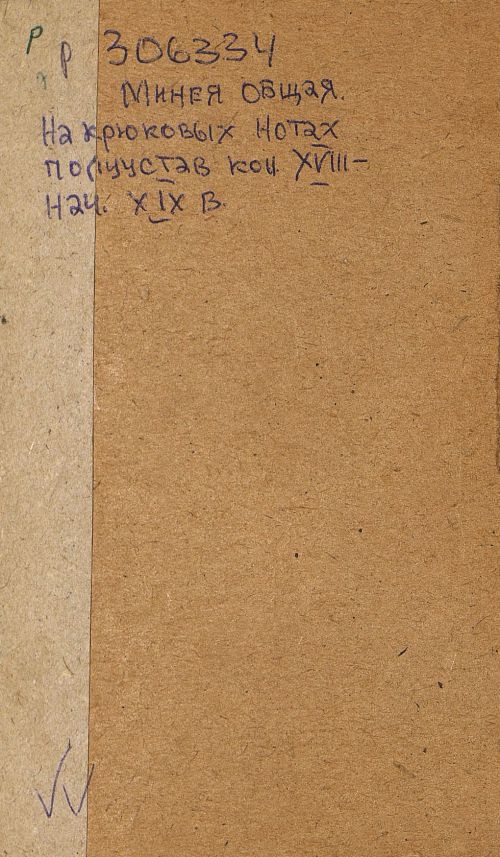 р р 306334
Минея общая.
На крюковых нотах
полуустав кон. XVIII-
нач. XIX в.